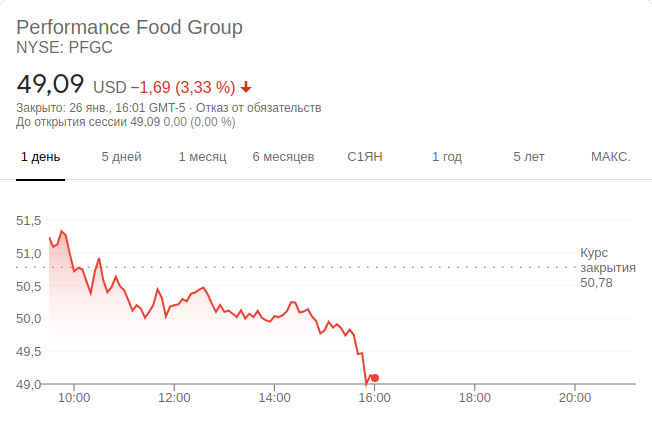 Performance Food Group
NYSE: PFGC
49,09 USD −1,69 (3,33 %)
Закрыто: 26 янв., 16:01 GMT-5 · Отказ от обязательств
До открытия сессии 49,09 0,00 (0,00 %)
1 день 5 дней 1 месяц 6 месяцев С1ЯН 1 год 5 лет МАКС.
51,5
51,0
50,5
50,0
49,5
49,0
Курс
закрытия
50,78
10:00 12:00 14:00 16:00 18:00 20:00